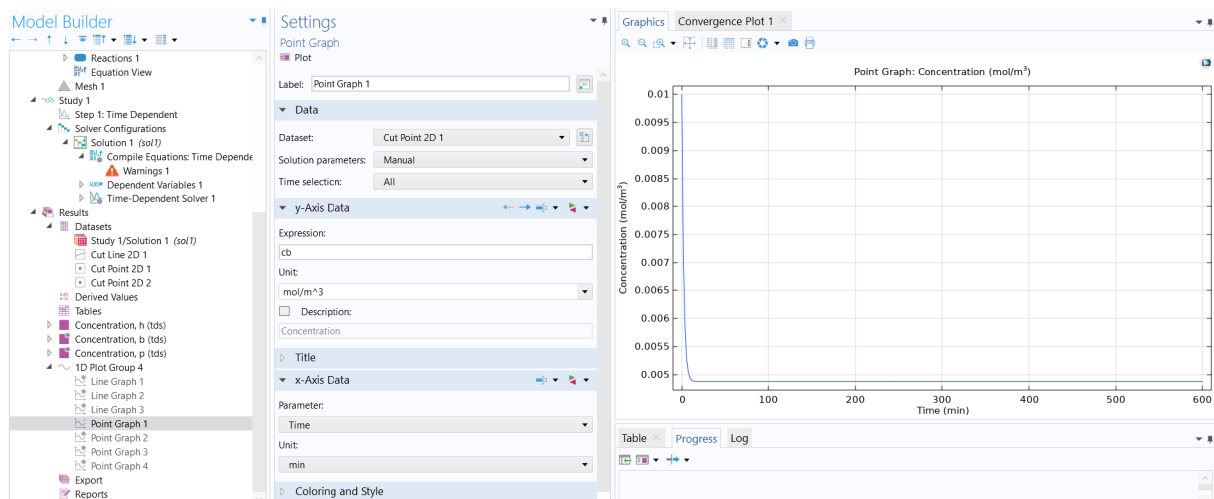 Model Builder
Reactions 1
Equation View
Mesh 1
Study 1
Step 1: Time Dependent
Solver Configurations
Solution 1 (sol1)
Compile Equations: Time Depende
Warnings 1
Dependent Variables 1
Time-Dependent Solver 1
Results
Datasets
Study 1/Solution 1 (sol1)
Cut Line 2D 1
Cut Point 2D 1
Cut Point 2D 2
Derived Values
Tables
Concentration, h (tds)
Concentration, b (tds)
Concentration, p (tds)
1D Plot Group 4
Line Graph 1
Line Graph 2
Line Graph 3
Point Graph 1
Point Graph 2
Point Graph 3
Point Graph 4
Export
Reports
Settings
Point Graph
Plot
Label: Point Graph 1
Data
Dataset: Cut Point 2D 1
Solution parameters: Manual
Time selection: All
y-Axis Data
Expression:
cb
Unit:
mol/m^3
Description:
Concentration
Title
x-Axis Data
Parameter:
Time
Unit:
min
Coloring and Style
Graphics Convergence Plot 1
Point Graph: Concentration (mol/m³)
Concentration (mol/m³)
0.01
0.0095
0.009
0.0085
0.008
0.0075
0.007
0.0065
0.006
0.0055
0.005
0 100 200 300 400 500 600
Time (min)
Table Progress Log